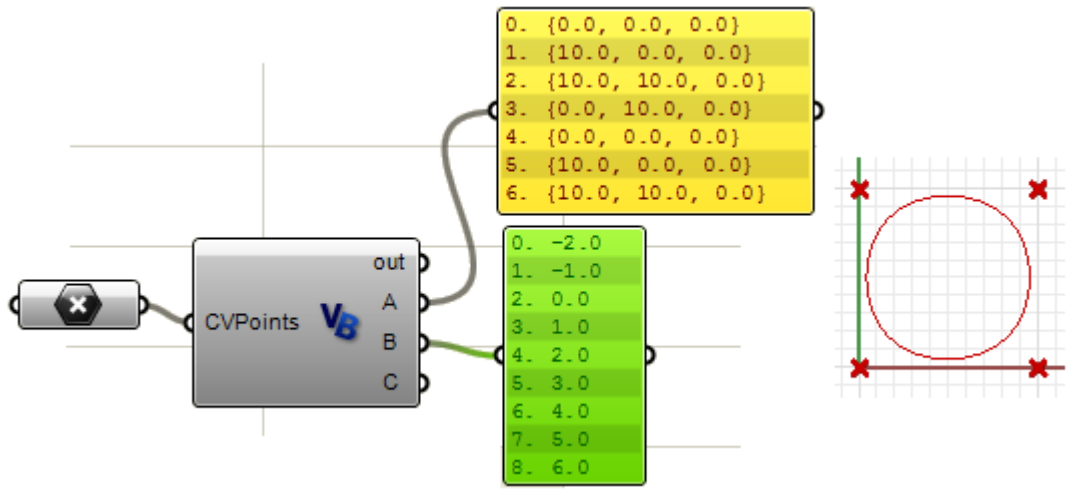 0. {0.0, 0.0, 0.0}
1. {10.0, 0.0, 0.0}
2. {10.0, 10.0, 0.0}
3. {0.0, 10.0, 0.0}
4. {0.0, 0.0, 0.0}
5. {10.0, 0.0, 0.0}
6. {10.0, 10.0, 0.0}
CVPoints
VB
out
A
B
C
0. -2.0
1. -1.0
2. 0.0
3. 1.0
4. 2.0
5. 3.0
6. 4.0
7. 5.0
8. 6.0